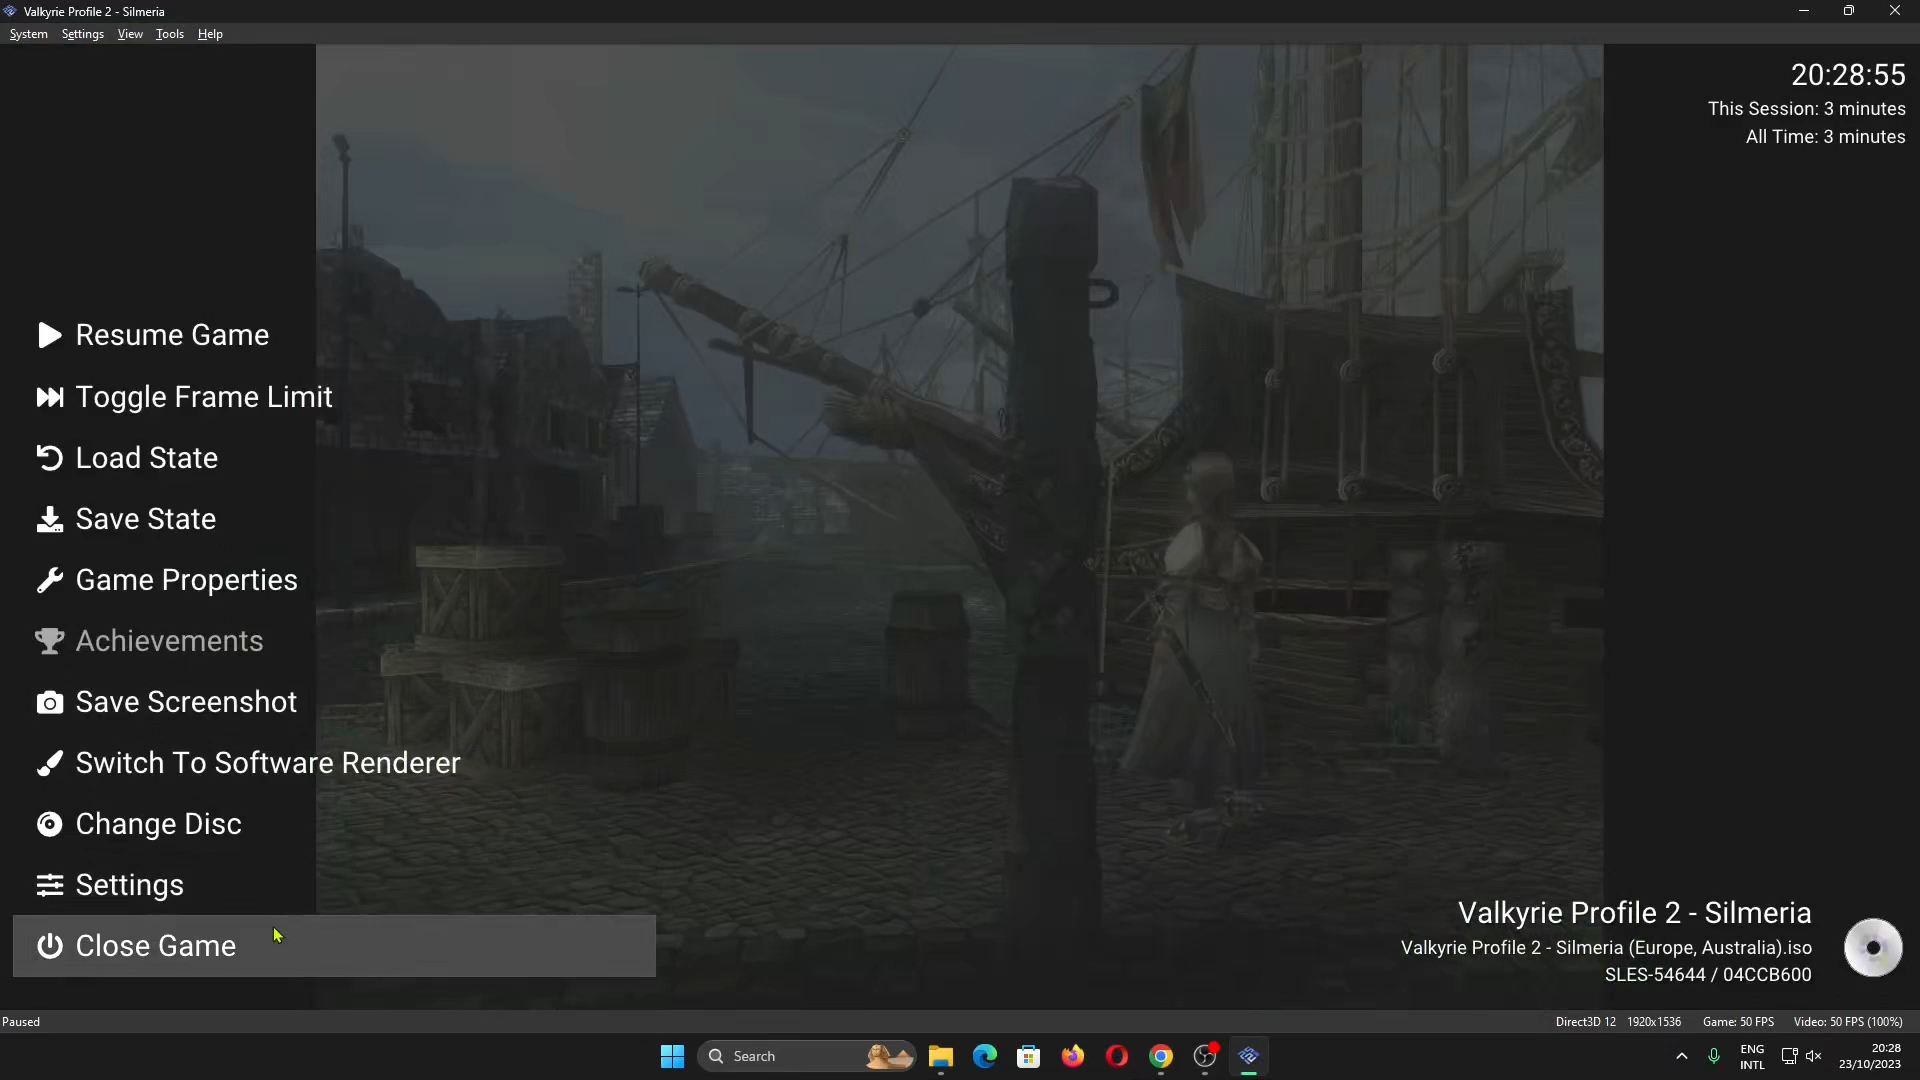 Valkyrie Profile 2 - Silmeria
System Settings View Tools Help
20:28:55
This Session: 3 minutes
All Time: 3 minutes
Resume Game
Toggle Frame Limit
Load State
Save State
Game Properties
Achievements
Save Screenshot
Switch To Software Renderer
Change Disc
Settings
Close Game
Valkyrie Profile 2 - Silmeria
Valkyrie Profile 2 - Silmeria (Europe, Australia).iso
SLES-54644 / 04CCB600
Paused
Direct3D 12 1920x1536 Game: 50 FPS Video: 50 FPS (100%)
Search
ENG
INTL
20:28
23/10/2023